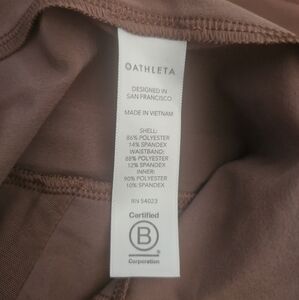 ATHLETA
DESIGNED IN
SAN FRANCISCO
MADE IN VIETNAM
SHELL:
86% POLYESTER
14% SPANDEX
WAISTBAND:
88% POLYESTER
12% SPANDEX
INNER:
90% POLYESTER
10% SPANDEX
RN 54023
Certified
B
Corporation